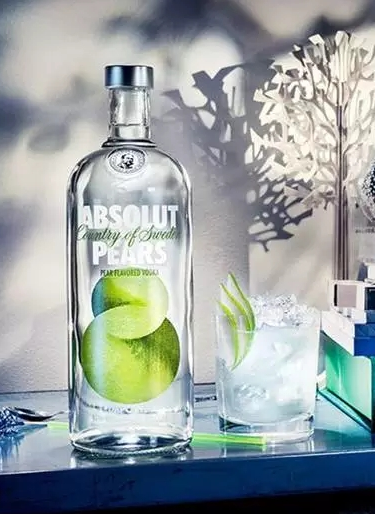 ABSOLUT
Country of Sweden
PEARS
PEAR FLAVORED VODKA